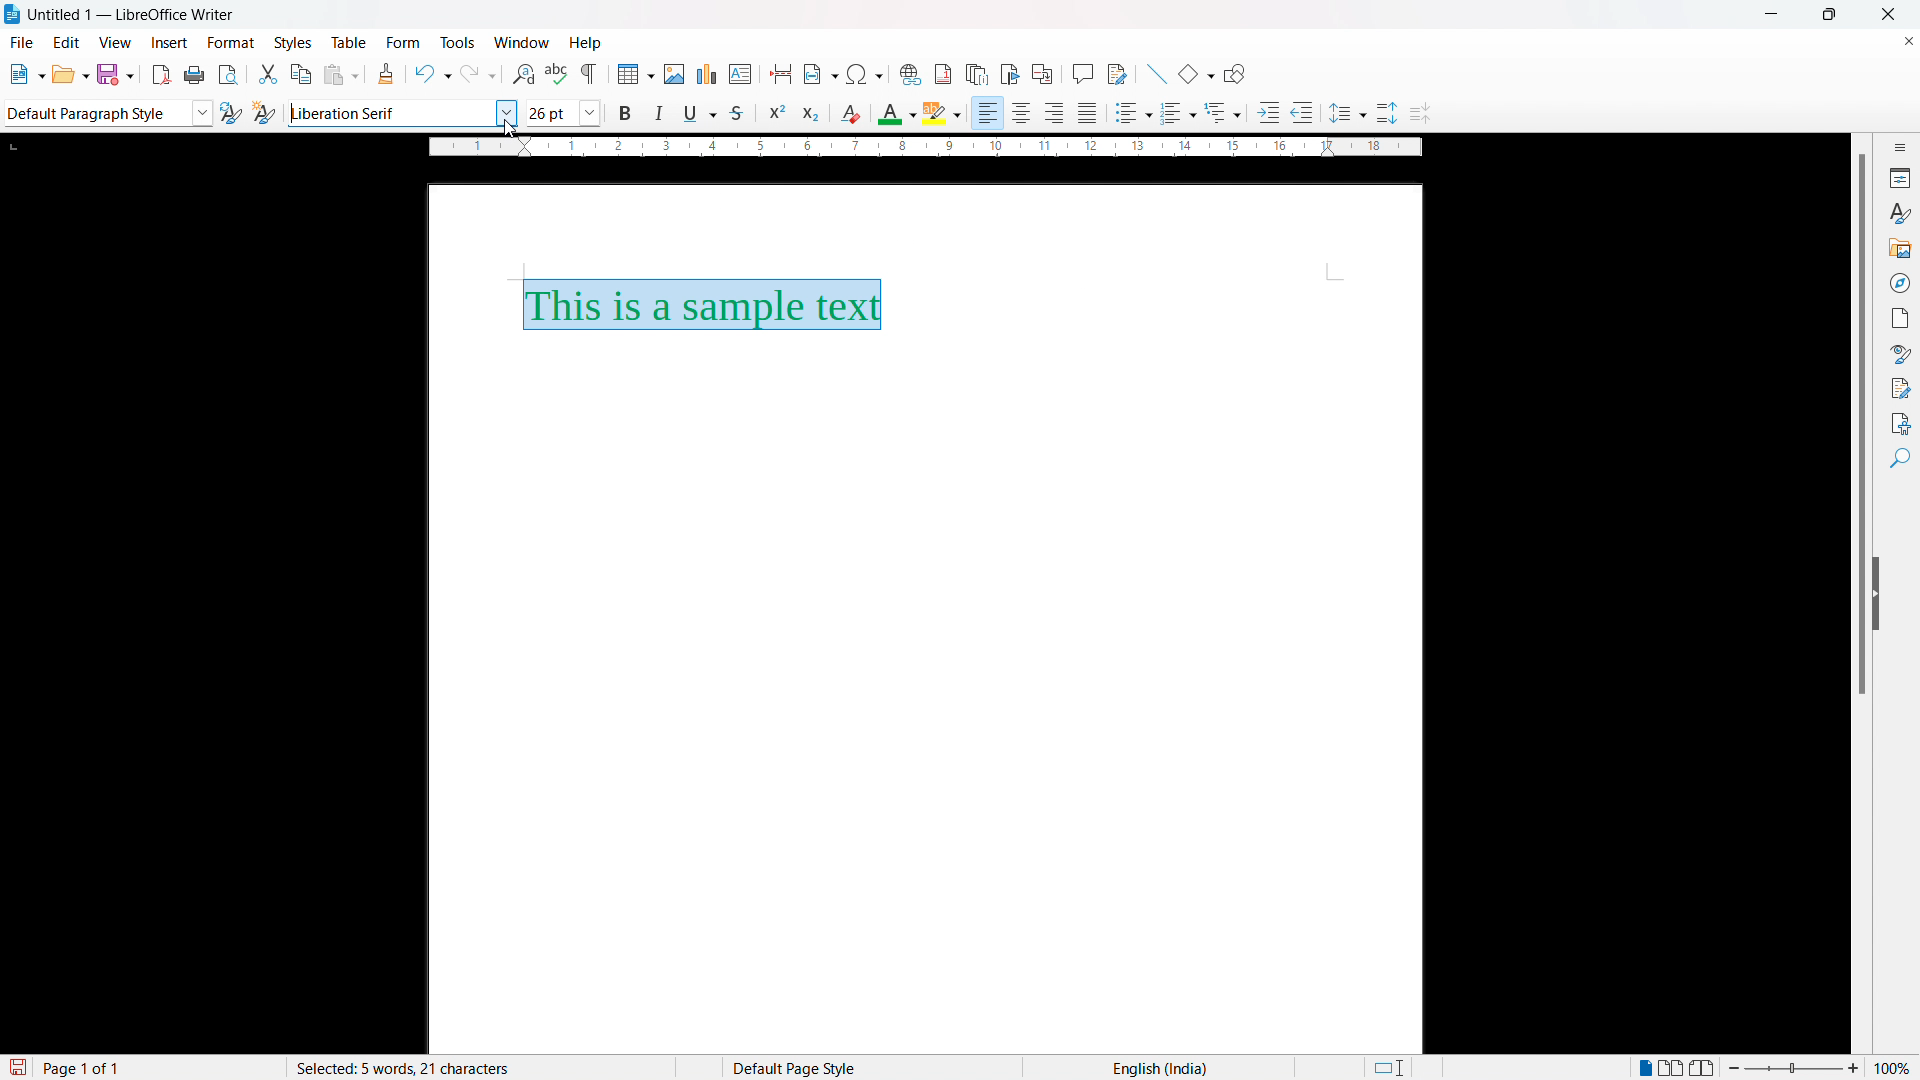 Untitled 1 — LibreOffice Writer
File Edit View Insert Format Styles Table Form Tools Window Help
Default Paragraph Style Liberation Serif 26 pt
1 1 2 3 4 5 6 7 8 9 10 11 12 13 14 15 16 17 18
This is a sample text
Page 1 of 1 Selected: 5 words, 21 characters Default Page Style English (India) 100%